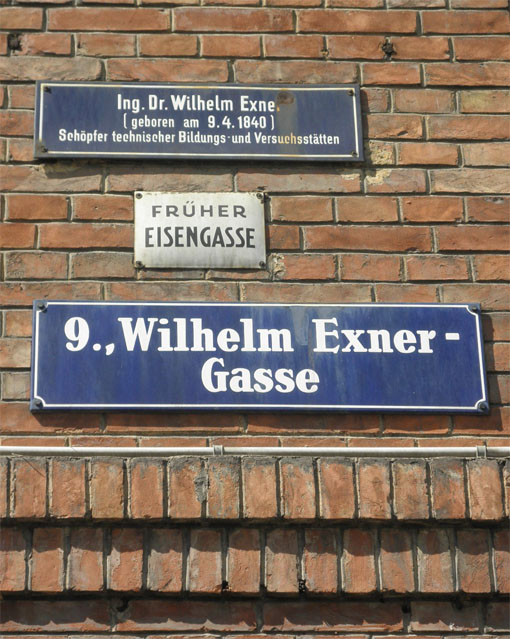 Ing. Dr. Wilhelm Exner
(geboren am 9.4.1840)
Schöpfer technischer Bildungs- und Versuchsstätten
FRÜHER
EISENGASSE
9., Wilhelm Exner-
Gasse